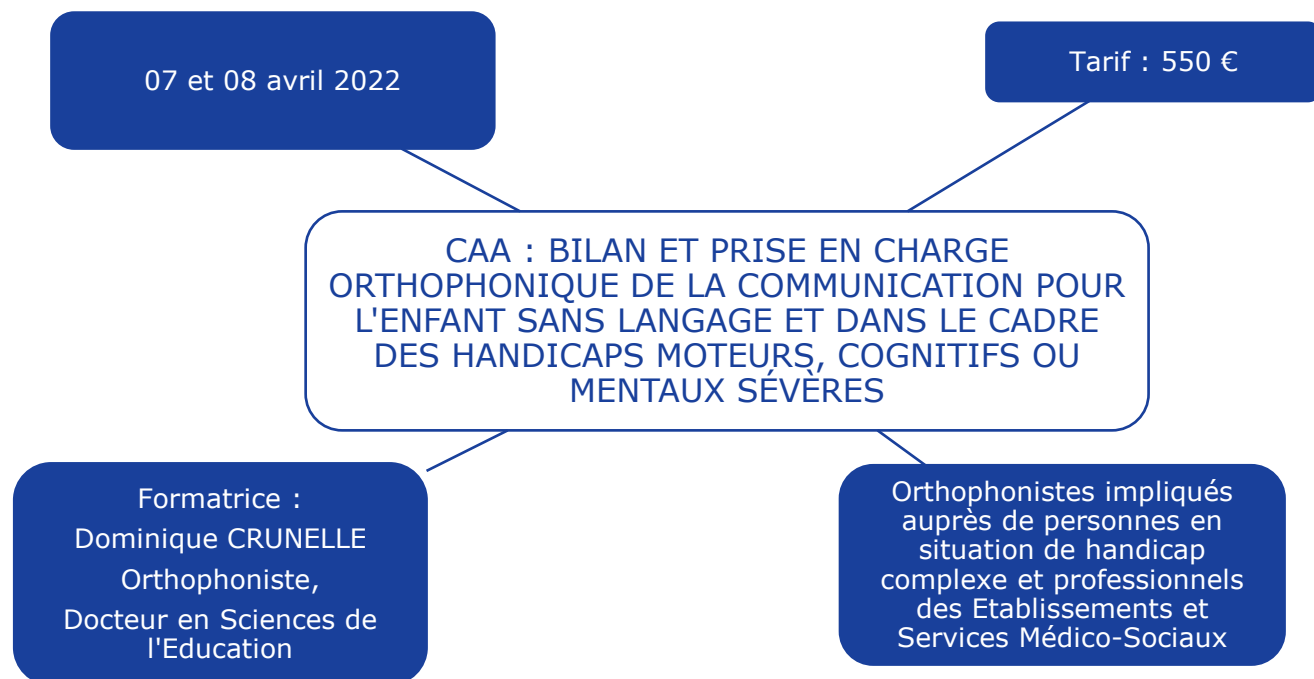 07 et 08 avril 2022
Tarif : 550 €
CAA : BILAN ET PRISE EN CHARGE
ORTHOPHONIQUE DE LA COMMUNICATION POUR
L'ENFANT SANS LANGAGE ET DANS LE CADRE
DES HANDICAPS MOTEURS, COGNITIFS OU
MENTAUX SÉVÈRES
Formatrice :
Dominique CRUNELLE
Orthophoniste,
Docteur en Sciences de
l'Education
Orthophonistes impliqués
auprès de personnes en
situation de handicap
complexe et professionnels
des Etablissements et
Services Médico-Sociaux